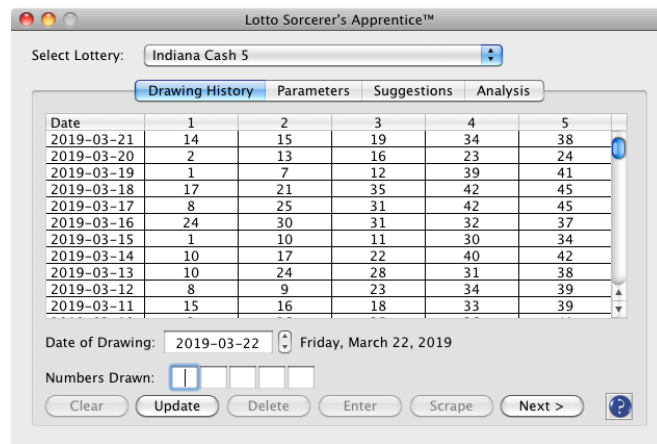 Lotto Sorcerer's Apprentice™
Select Lottery: Indiana Cash 5
Drawing History Parameters Suggestions Analysis
Date 1 2 3 4 5
2019-03-21 14 15 19 34 38
2019-03-20 2 13 16 23 24
2019-03-19 1 7 12 39 41
2019-03-18 17 21 35 42 45
2019-03-17 8 25 31 42 45
2019-03-16 24 30 31 32 37
2019-03-15 1 10 11 30 34
2019-03-14 10 17 22 40 42
2019-03-13 10 24 28 31 38
2019-03-12 8 9 23 34 39
2019-03-11 15 16 18 33 39
Date of Drawing: 2019-03-22 Friday, March 22, 2019
Numbers Drawn:
Clear Update Delete Enter Scrape Next > ?